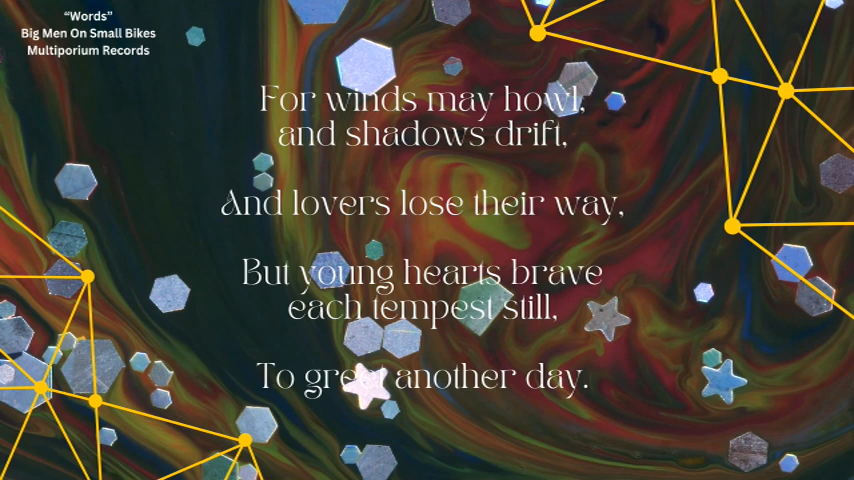 “Words”
Big Men On Small Bikes
Multiporium Records
For winds may howl,
and shadows drift,
And lovers lose their way,
But young hearts brave
each tempest still,
To greet another day.